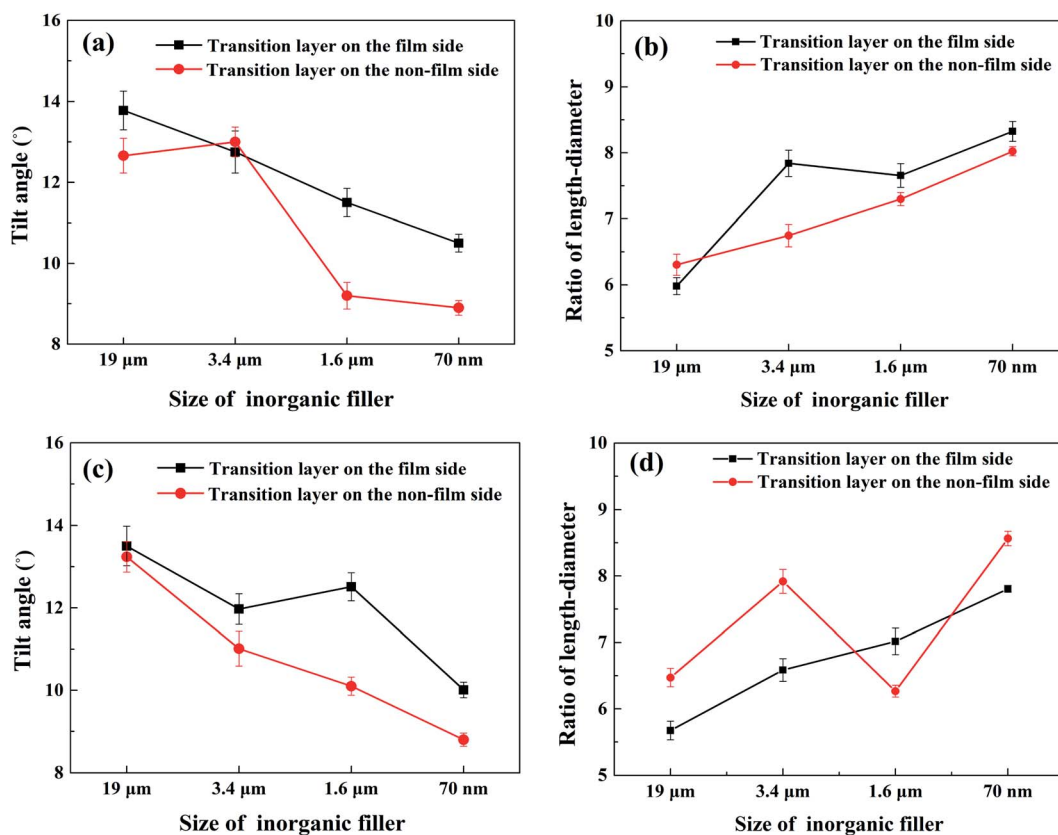 (a)
Transition layer on the film side
Transition layer on the non-film side
16
14
12
10
8
Tilt angle (°)
19 μm 3.4 μm 1.6 μm 70 nm
Size of inorganic filler
(b)
Transition layer on the film side
Transition layer on the non-film side
10
9
8
7
6
5
Ratio of length-diameter
19 μm 3.4 μm 1.6 μm 70 nm
Size of inorganic filler
(c)
Transition layer on the film side
Transition layer on the non-film side
16
14
12
10
8
Tilt angle (°)
19 μm 3.4 μm 1.6 μm 70 nm
Size of inorganic filler
(d)
Transition layer on the film side
Transition layer on the non-film side
10
9
8
7
6
5
Ratio of length-diameter
19 μm 3.4 μm 1.6 μm 70 nm
Size of inorganic filler